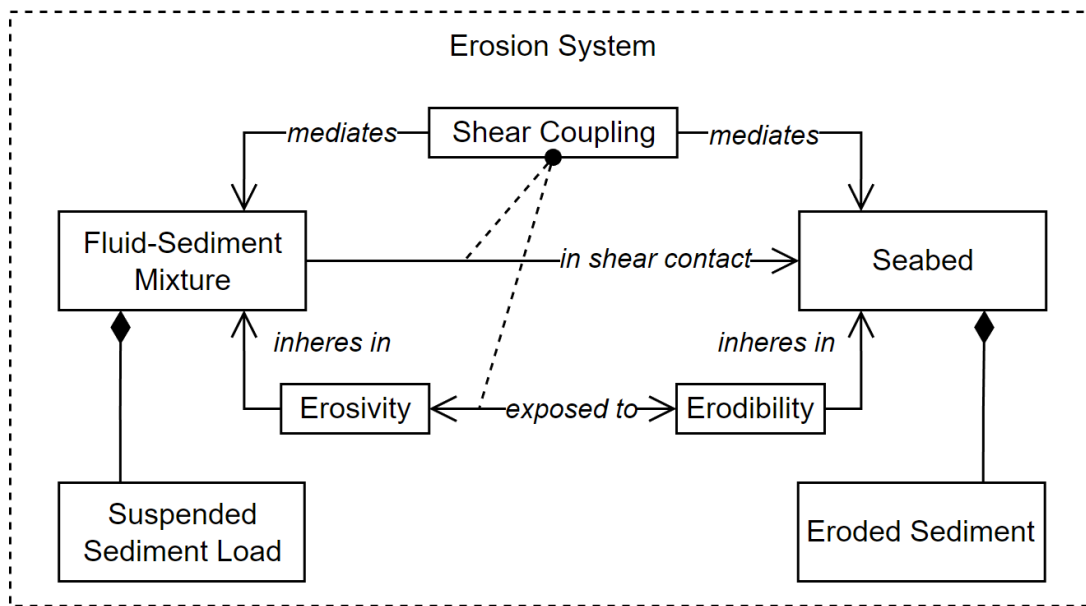 Erosion System
mediates
Shear Coupling
mediates
Fluid-Sediment
Mixture
in shear contact
Seabed
inheres in
inheres in
Erosivity
exposed to
Erodibility
Suspended
Sediment Load
Eroded Sediment